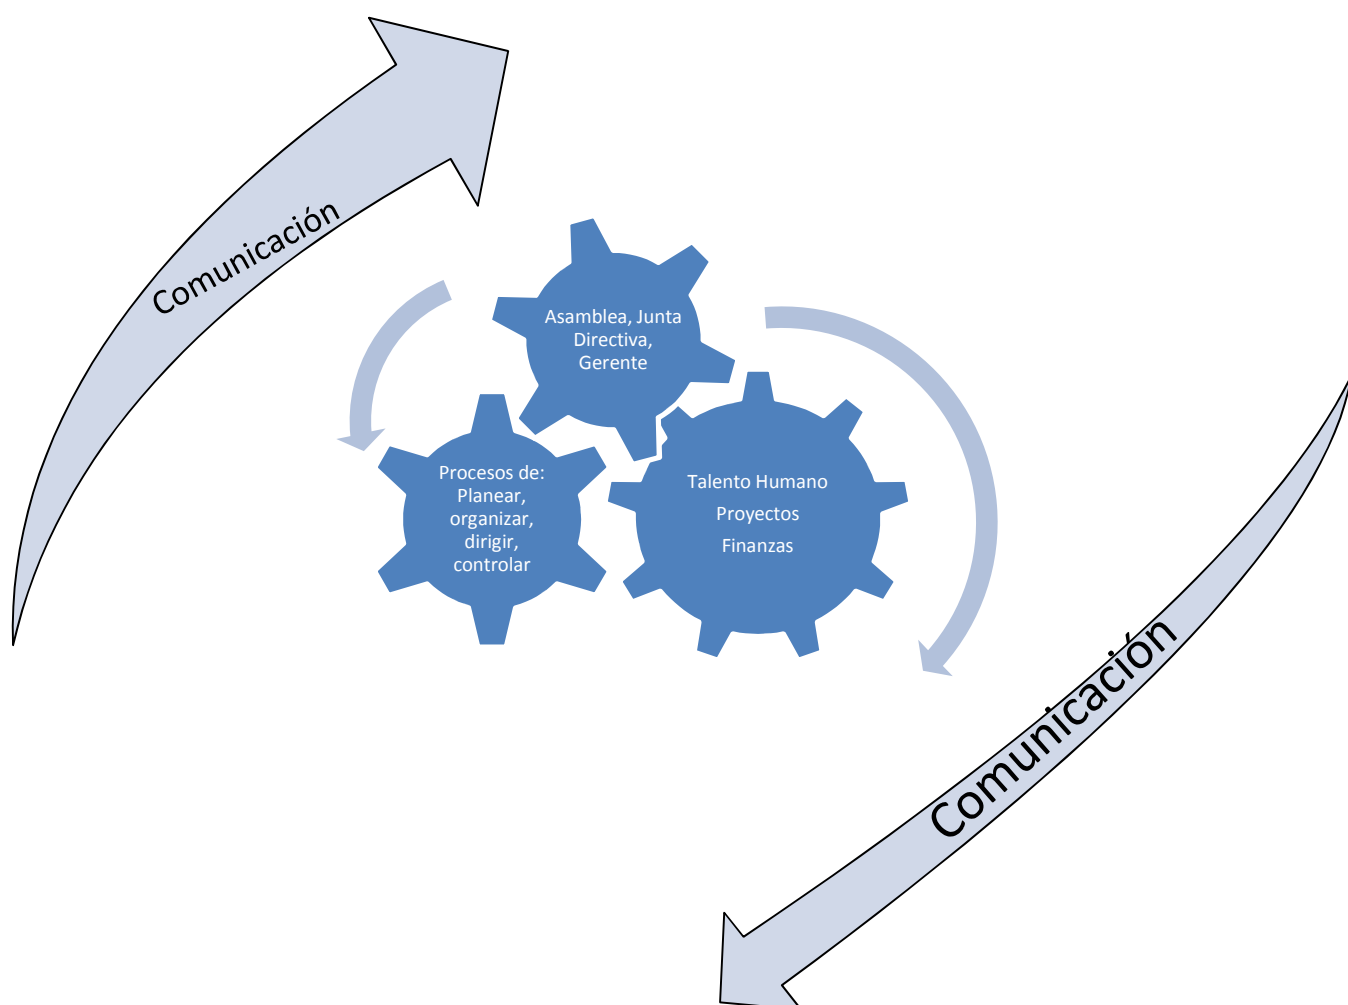 Comunicación
Asamblea, Junta
Directiva,
Gerente
Procesos de:
Planear,
organizar,
dirigir,
controlar
Talento Humano
Proyectos
Finanzas
Comunicación